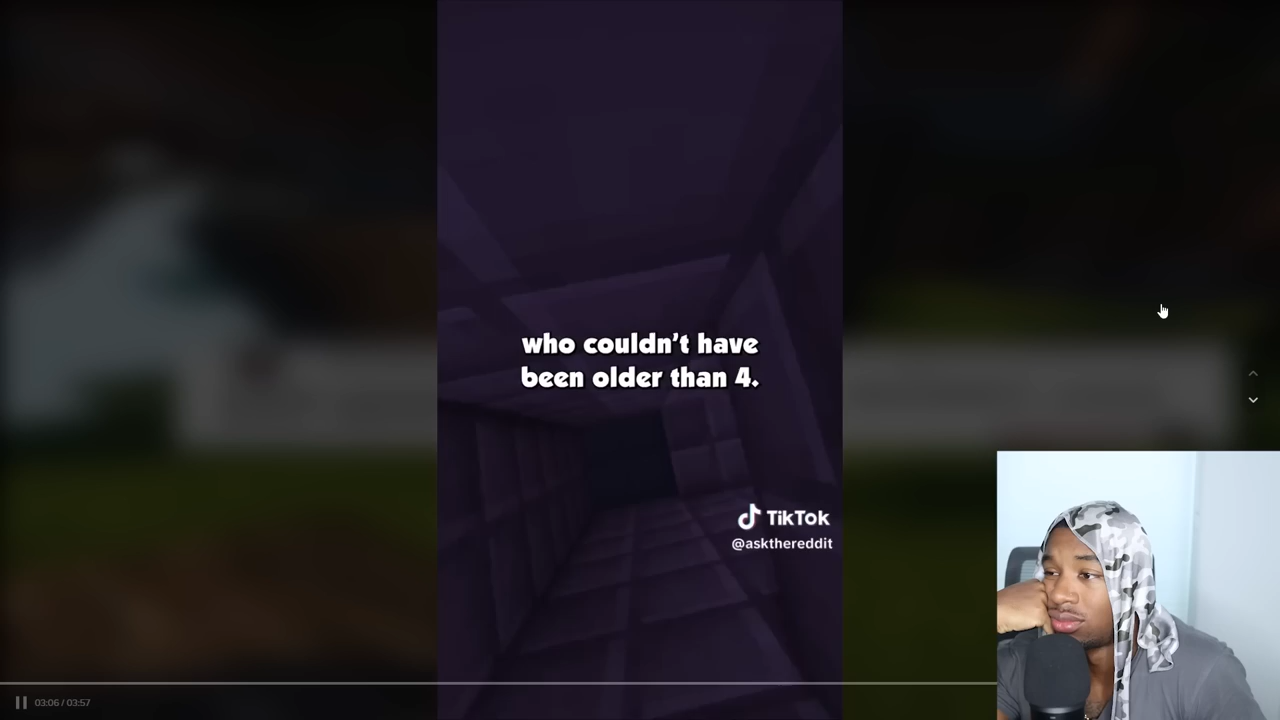 who couldn't have
been older than 4.
TikTok
@askthereddit
03:06 / 03:57